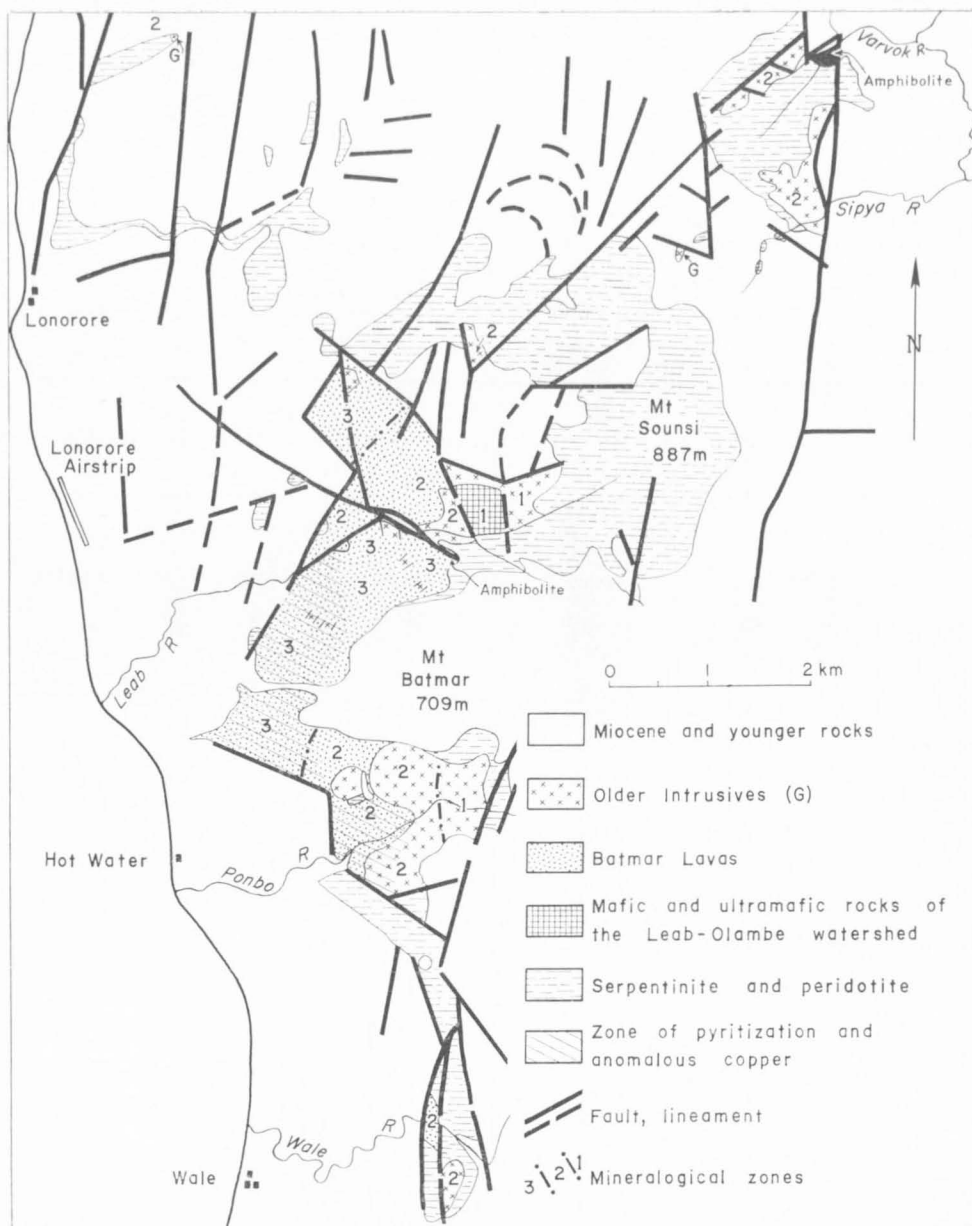 2
G
Varvok R
Amphibolite
2
2
Sipya R
G
N
Lonorore
2
3
Mt
Sounsi
887m
Lonorore
Airstrip
2
1
1
2
2
3
3
3
Amphibolite
3
Leab R
Mt
Batmar
709m
0 1 2 km
3
2
2
1
2
2
Hot Water
Ponbo R
Miocene and younger rocks
Older Intrusives (G)
Batmar Lavas
Mafic and ultramafic rocks of
the Leab-Olambe watershed
Serpentinite and peridotite
Zone of pyritization and
anomalous copper
Fault, lineament
3 2 1 Mineralogical zones
2
Wale R
Wale
2